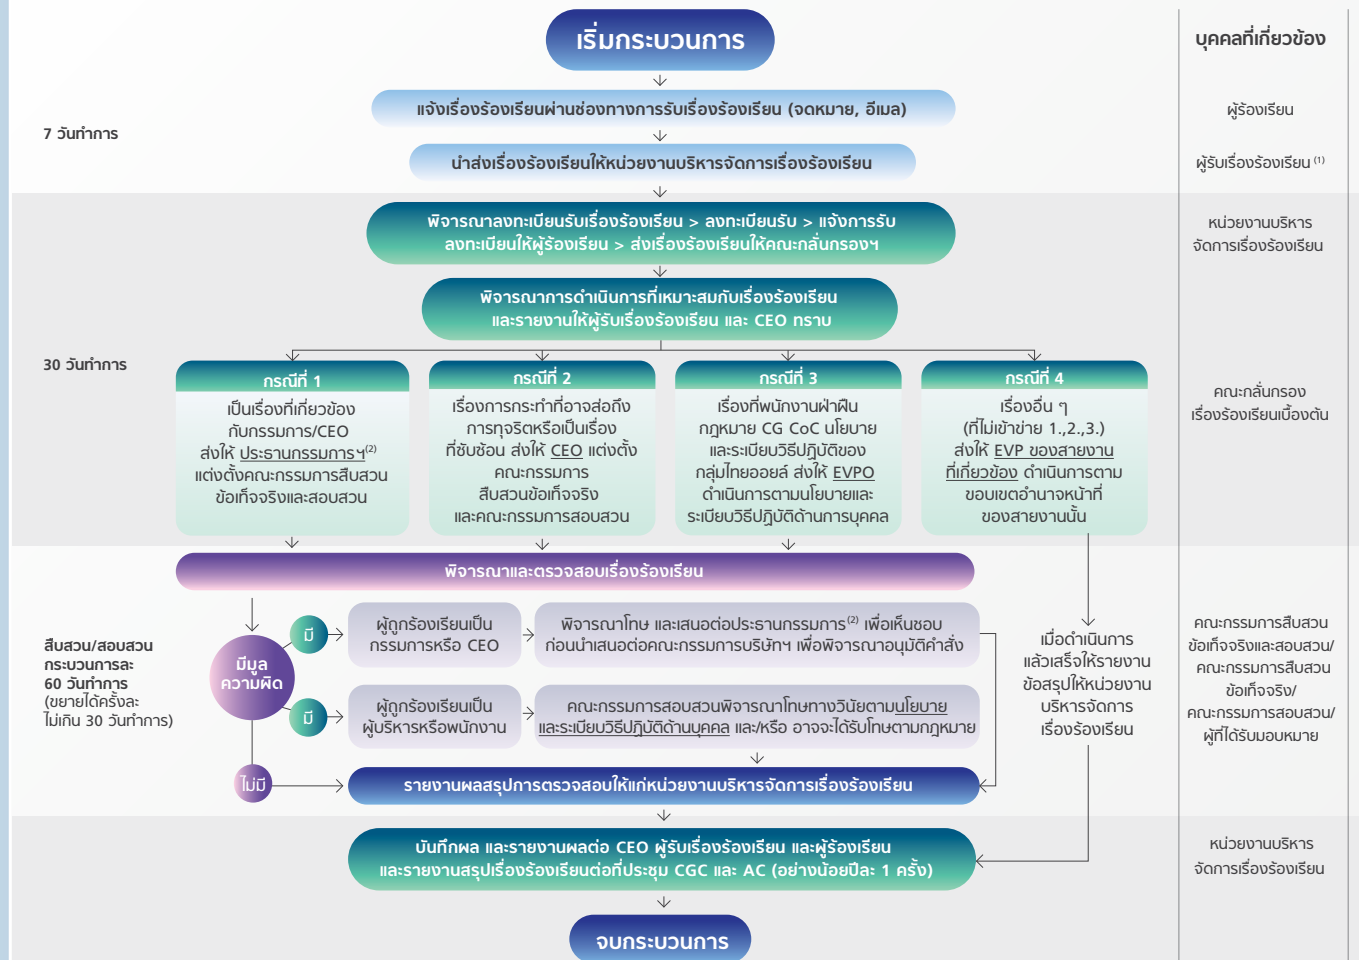 เริ่มกระบวนการ
บุคคลที่เกี่ยวข้อง
7 วันทำการ
แจ้งเรื่องร้องเรียนผ่านช่องทางการรับเรื่องร้องเรียน (จดหมาย, อีเมล)
ผู้ร้องเรียน
นำส่งเรื่องร้องเรียนให้หน่วยงานบริหารจัดการเรื่องร้องเรียน
ผู้รับเรื่องร้องเรียน (1)
พิจารณาลงทะเบียนรับเรื่องร้องเรียน > ลงทะเบียนรับ > แจ้งการรับ
ลงทะเบียนให้ผู้ร้องเรียน > ส่งเรื่องร้องเรียนให้คณะกลั่นกรองฯ
หน่วยงานบริหาร
จัดการเรื่องร้องเรียน
พิจารณาการดำเนินการที่เหมาะสมกับเรื่องร้องเรียน
และรายงานให้ผู้รับเรื่องร้องเรียน และ CEO ทราบ
30 วันทำการ
กรณีที่ 1
เป็นเรื่องที่เกี่ยวข้อง
กับกรรมการ/CEO
ส่งให้ ประธานกรรมการฯ(2)
แต่งตั้งคณะกรรมการสืบสวน
ข้อเท็จจริงและสอบสวน
กรณีที่ 2
เรื่องการกระทำที่อาจส่อถึง
การทุจริตหรือเป็นเรื่อง
ที่ซับซ้อน ส่งให้ CEO แต่งตั้ง
คณะกรรมการ
สืบสวนข้อเท็จจริง
และคณะกรรมการสอบสวน
กรณีที่ 3
เรื่องที่พนักงานฝ่าฝืน
กฎหมาย CG CoC นโยบาย
และระเบียบวิธีปฏิบัติของ
กลุ่มไทยออยล์ ส่งให้ EVPO
ดำเนินการตามนโยบายและ
ระเบียบวิธีปฏิบัติด้านการบุคคล
กรณีที่ 4
เรื่องอื่น ๆ
(ที่ไม่เข้าข่าย 1.,2.,3.)
ส่งให้ EVP ของสายงาน
ที่เกี่ยวข้อง ดำเนินการตาม
ขอบเขตอำนาจหน้าที่
ของสายงานนั้น
คณะกลั่นกรอง
เรื่องร้องเรียนเบื้องต้น
พิจารณาและตรวจสอบเรื่องร้องเรียน
สืบสวน/สอบสวน
กระบวนการละ
60 วันทำการ
(ขยายได้ครั้งละ
ไม่เกิน 30 วันทำการ)
มีมูล
ความผิด
มี
ผู้ถูกร้องเรียนเป็น
กรรมการหรือ CEO
พิจารณาโทษ และเสนอต่อประธานกรรมการ(2) เพื่อเห็นชอบ
ก่อนนำเสนอต่อคณะกรรมการบริษัทฯ เพื่อพิจารณาอนุมัติคำสั่ง
มี
ผู้ถูกร้องเรียนเป็น
ผู้บริหารหรือพนักงาน
คณะกรรมการสอบสวนพิจารณาโทษทางวินัยตามนโยบาย
และระเบียบวิธีปฏิบัติด้านบุคคล และ/หรือ อาจจะได้รับโทษตามกฎหมาย
ไม่มี
รายงานผลสรุปการตรวจสอบให้แก่หน่วยงานบริหารจัดการเรื่องร้องเรียน
เมื่อดำเนินการ
แล้วเสร็จให้รายงาน
ข้อสรุปให้หน่วยงาน
บริหารจัดการ
เรื่องร้องเรียน
คณะกรรมการสืบสวน
ข้อเท็จจริงและสอบสวน/
คณะกรรมการสืบสวน
ข้อเท็จจริง/
คณะกรรมการสอบสวน/
ผู้ที่ได้รับมอบหมาย
บันทึกผล และรายงานผลต่อ CEO ผู้รับเรื่องร้องเรียน และผู้ร้องเรียน
และรายงานสรุปเรื่องร้องเรียนต่อที่ประชุม CGC และ AC (อย่างน้อยปีละ 1 ครั้ง)
หน่วยงานบริหาร
จัดการเรื่องร้องเรียน
จบกระบวนการ